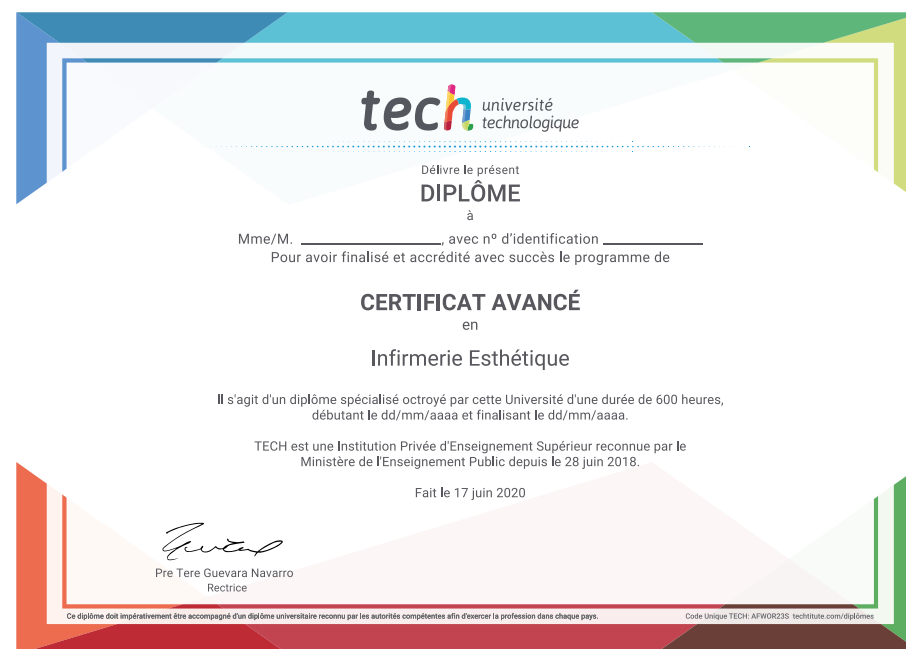 tech université
technologique
Délivre le présent
DIPLÔME
à
Mme/M. ____________________, avec nº d'identification ______________
Pour avoir finalisé et accrédité avec succès le programme de
CERTIFICAT AVANCÉ
en
Infirmerie Esthétique
Il s'agit d'un diplôme spécialisé octroyé par cette Université d'une durée de 600 heures,
débutant le dd/mm/aaaa et finalisant le dd/mm/aaaa.
TECH est une Institution Privée d'Enseignement Supérieur reconnue par le
Ministère de l'Enseignement Public depuis le 28 juin 2018.
Fait le 17 juin 2020
Pre Tere Guevara Navarro
Rectrice
Ce diplôme doit impérativement être accompagné d'un diplôme universitaire reconnu par les autorités compétentes afin d'exercer la profession dans chaque pays.
Code Unique TECH: AFWOR23S techtitute.com/diplômes